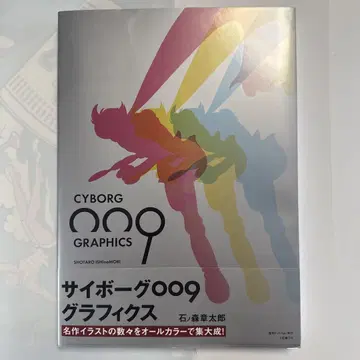 CYBORG
009
GRAPHICS
SHOTARO ISHINOMORI
サイボーグ009
グラフィクス
石ノ森章太郎
名作イラストの数々をオールカラーで集大成!